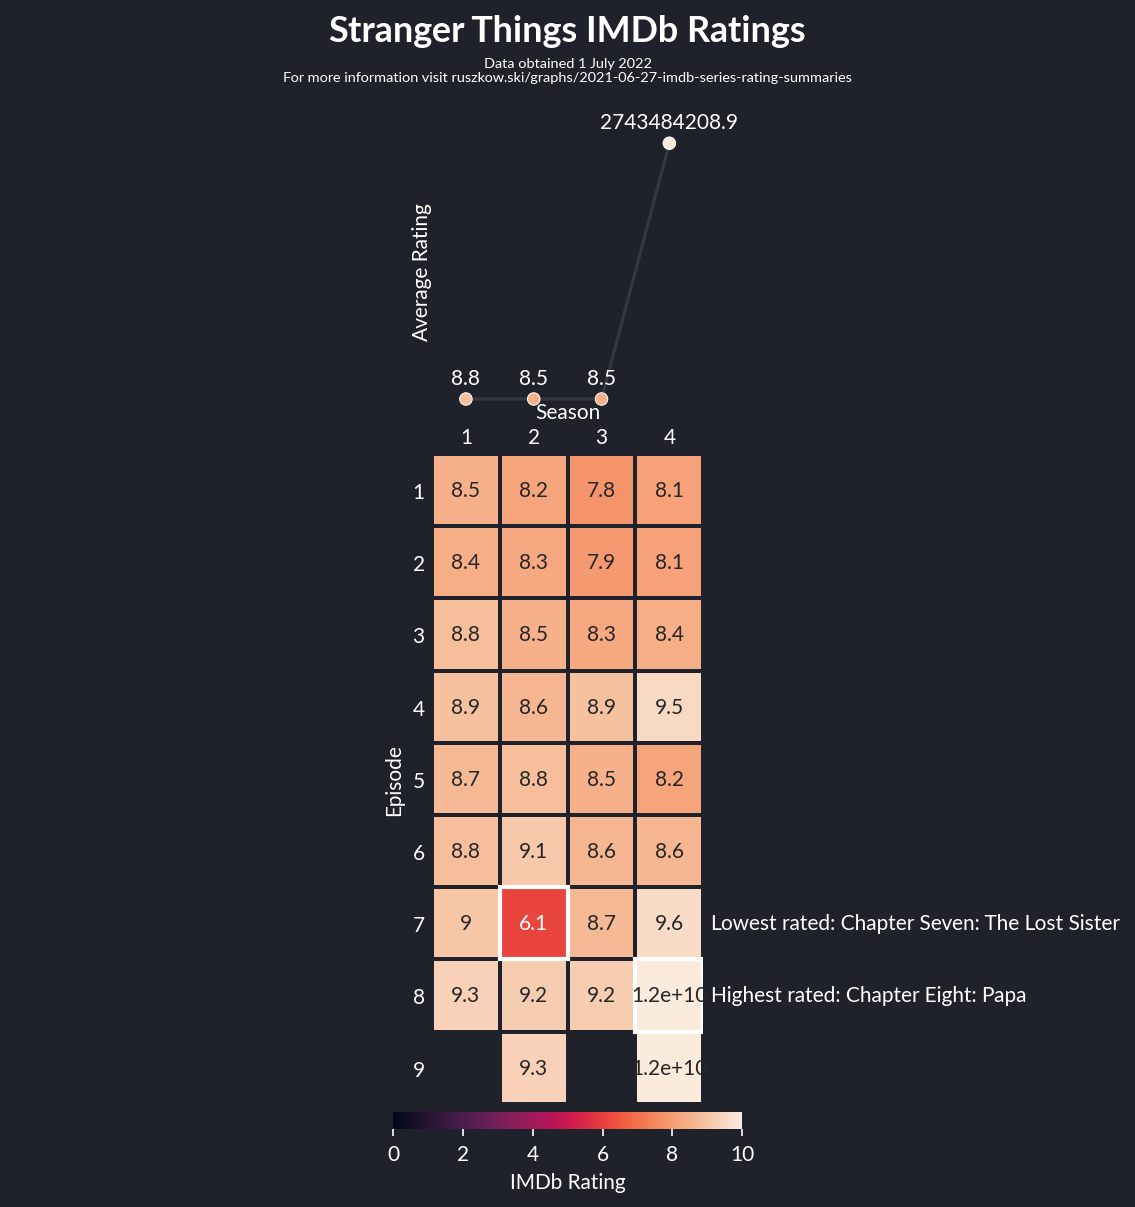 Stranger Things IMDb Ratings
Data obtained 1 July 2022
For more information visit ruszkow.ski/graphs/2021-06-27-imdb-series-rating-summaries
2743484208.9
Average Rating
8.8 8.5 8.5
Season
1 2 3 4
1 8.5 8.2 7.8 8.1
2 8.4 8.3 7.9 8.1
3 8.8 8.5 8.3 8.4
4 8.9 8.6 8.9 9.5
Episode
5 8.7 8.8 8.5 8.2
6 8.8 9.1 8.6 8.6
7 9 6.1 8.7 9.6 Lowest rated: Chapter Seven: The Lost Sister
8 9.3 9.2 9.2 1.2e+10 Highest rated: Chapter Eight: Papa
9 9.3 1.2e+10
0 2 4 6 8 10
IMDb Rating